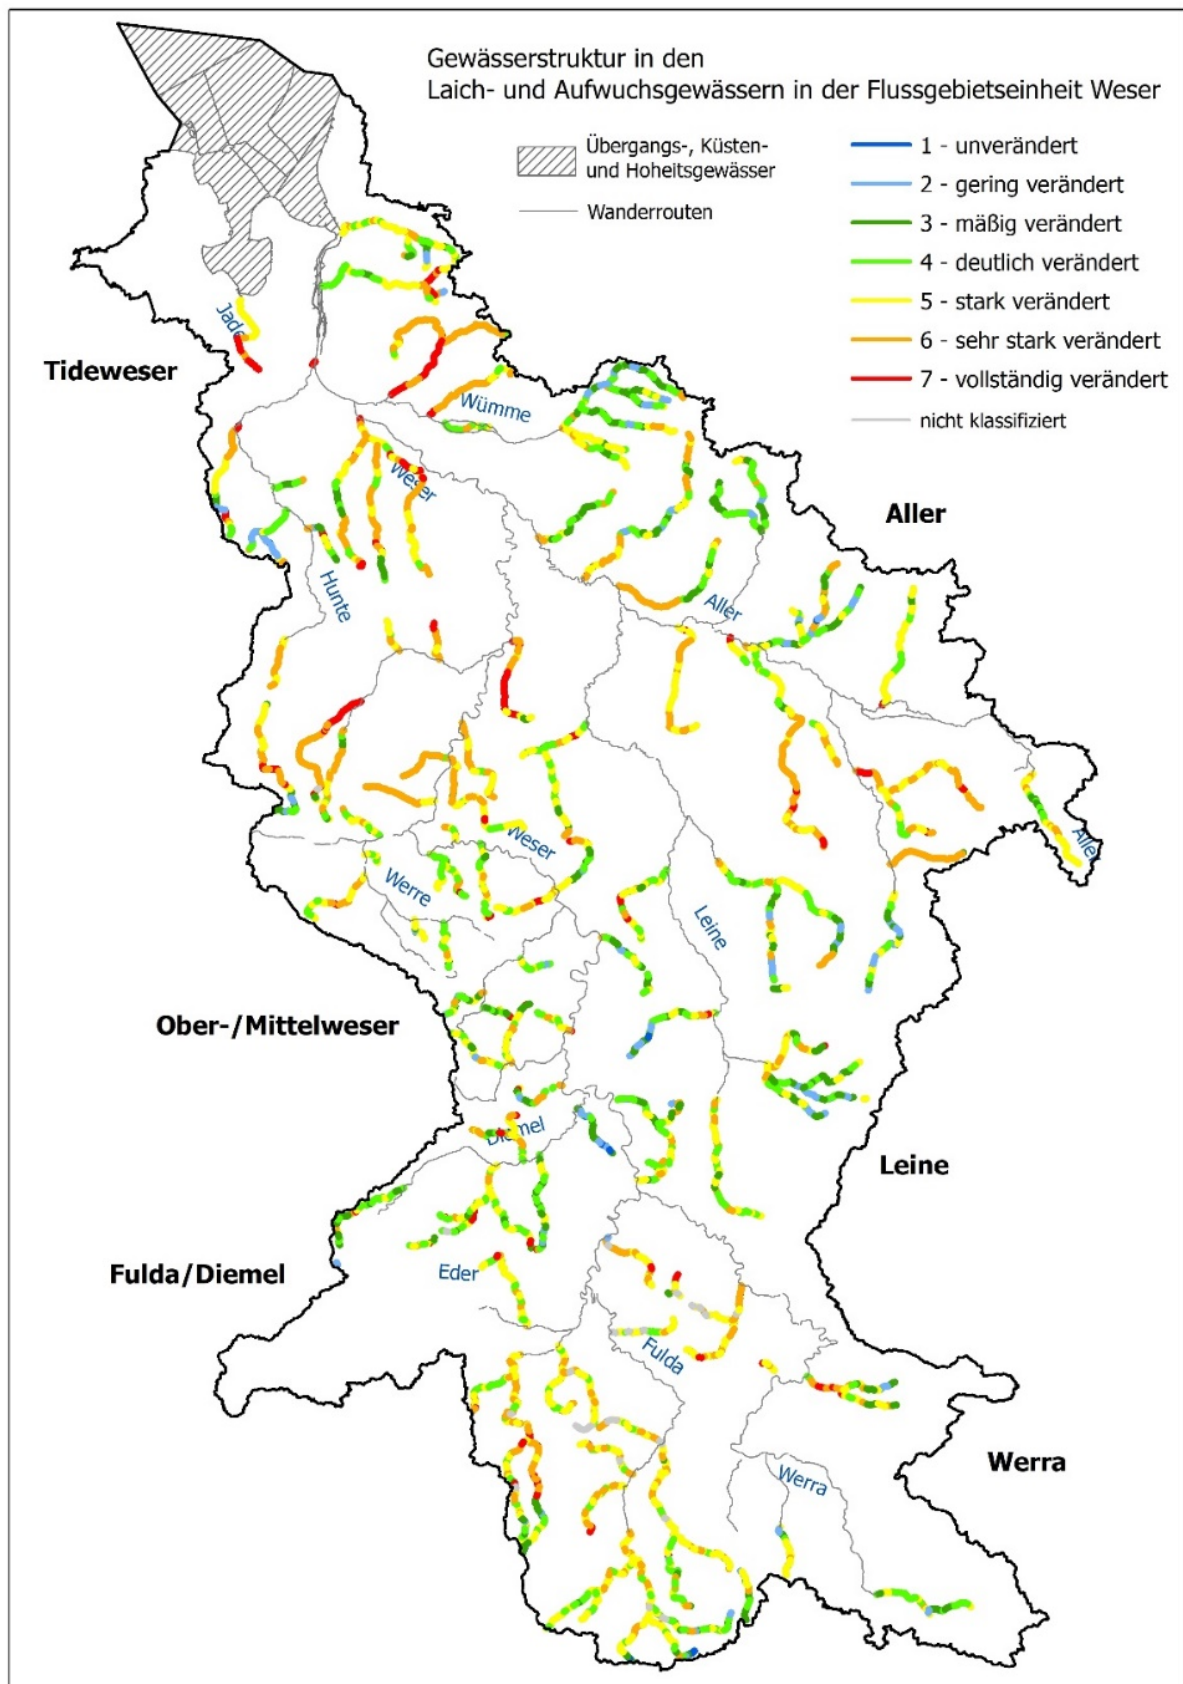 Gewässerstruktur in den
Laich- und Aufwuchsgewässern in der Flussgebietseinheit Weser
Übergangs-, Küsten-
und Hoheitsgewässer
Wanderrouten
1 - unverändert
2 - gering verändert
3 - mäßig verändert
4 - deutlich verändert
5 - stark verändert
6 - sehr stark verändert
7 - vollständig verändert
nicht klassifiziert
Jade
Tideweser
Wümme
Weser
Aller
Hunte
Aller
Weser
Aller
Werre
Leine
Ober-/Mittelweser
Diemel
Leine
Fulda/Diemel
Eder
Fulda
Werra
Werra